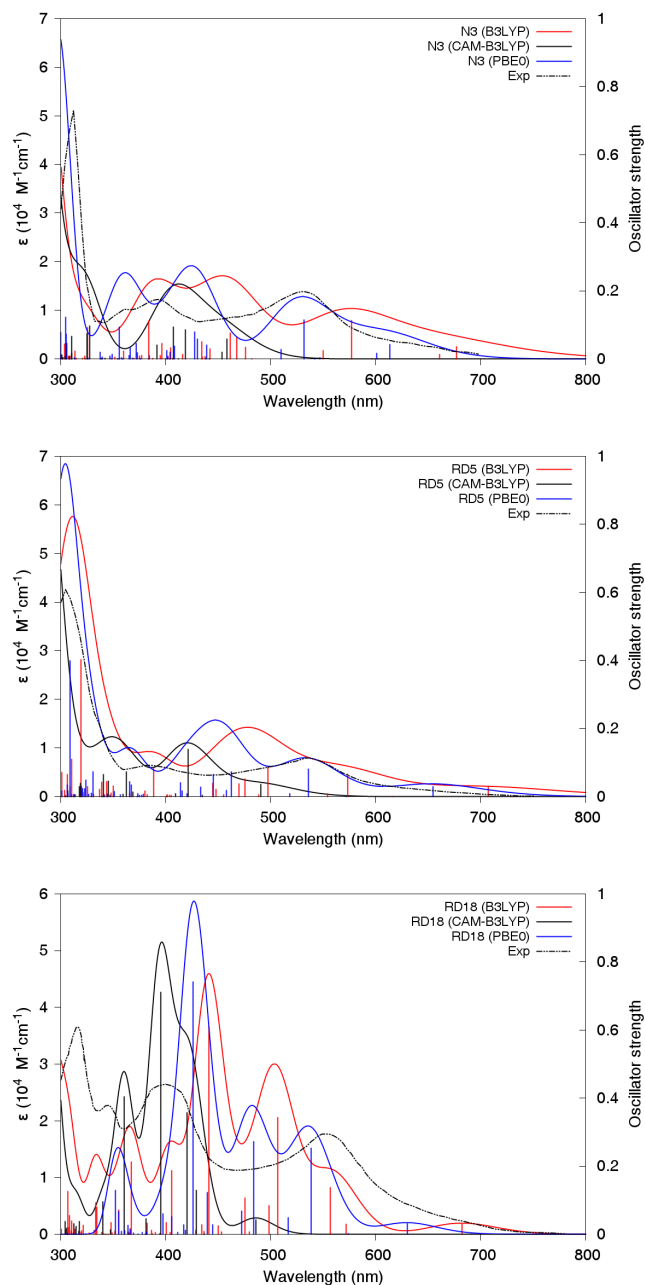 7
6
5
4
3
2
1
0
ε (10⁴ M⁻¹cm⁻¹)
N3 (B3LYP)
N3 (CAM-B3LYP)
N3 (PBE0)
Exp
1
0.8
0.6
0.4
0.2
0
Oscillator strength
300 400 500 600 700 800
Wavelength (nm)
7
6
5
4
3
2
1
0
ε (10⁴ M⁻¹cm⁻¹)
RD5 (B3LYP)
RD5 (CAM-B3LYP)
RD5 (PBE0)
Exp
1
0.8
0.6
0.4
0.2
0
Oscillator strength
300 400 500 600 700 800
Wavelength (nm)
6
5
4
3
2
1
0
ε (10⁴ M⁻¹cm⁻¹)
RD18 (B3LYP)
RD18 (CAM-B3LYP)
RD18 (PBE0)
Exp
1
0.8
0.6
0.4
0.2
0
Oscillator strength
300 400 500 600 700 800
Wavelength (nm)